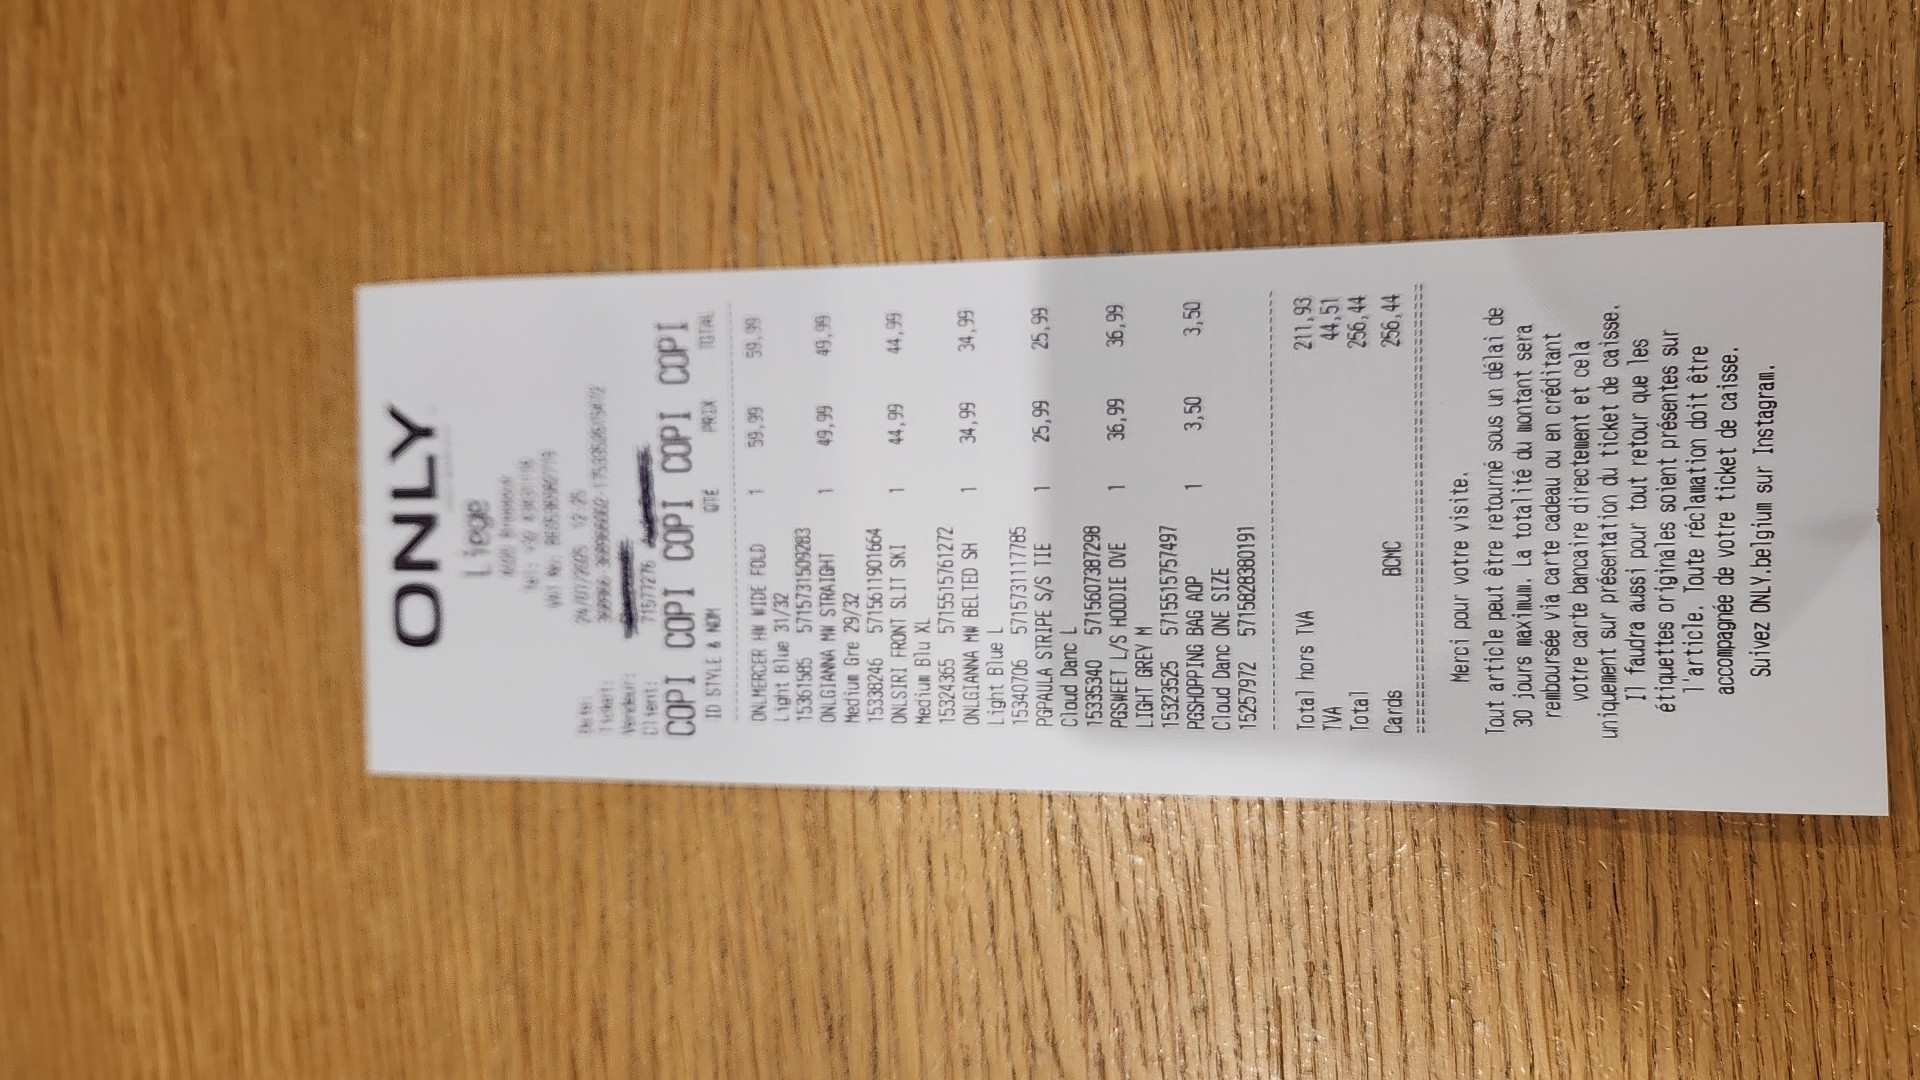 ONLY
Liege
Date: 24/07/2025 12:25
Ticket:
Vendeur:
Client: 71577276
COPI COPI COPI COPI COPI
ID STYLE & NOM QTE PRIX TOTAL
ONLMERCER HW WIDE FOLD 1 59,99 59,99
Light Blue 31/32
15361585 5715731509283
ONLGIANNA MW STRAIGHT 1 49,99 49,99
Medium Gre 29/32
15338246 5715611901664
ONLSTRI FRONT SLIT SKI 1 44,99 44,99
Medium Blu XL
15324365 5715515761272
ONLGIANNA MW BELTED SH 1 34,99 34,99
Light Blue L
15340706 5715731117785
PGPAULA STRIPE S/S TIE 1 25,99 25,99
Cloud Danc L
15335340 5715607387298
PGSWEET L/S HOODIE OVE 1 36,99 36,99
LIGHT GREY M
15323525 5715515757497
PGSHOPPING BAG AOP 1 3,50 3,50
Cloud Danc ONE SIZE
15257972 5715828380191
Total hors TVA 211,93
TVA 44,51
Total 256,44
Cards BCMC 256,44
Merci pour votre visite.
Tout article peut être retourné sous un délai de
30 jours maximum. La totalité du montant sera
remboursée via carte cadeau ou en créditant
votre carte bancaire directement et cela
uniquement sur présentation du ticket de caisse.
Il faudra aussi pour tout retour que les
étiquettes originales soient présentes sur
l'article. Toute réclamation doit être
accompagnée de votre ticket de caisse.
Suivez ONLY.belgium sur Instagram.